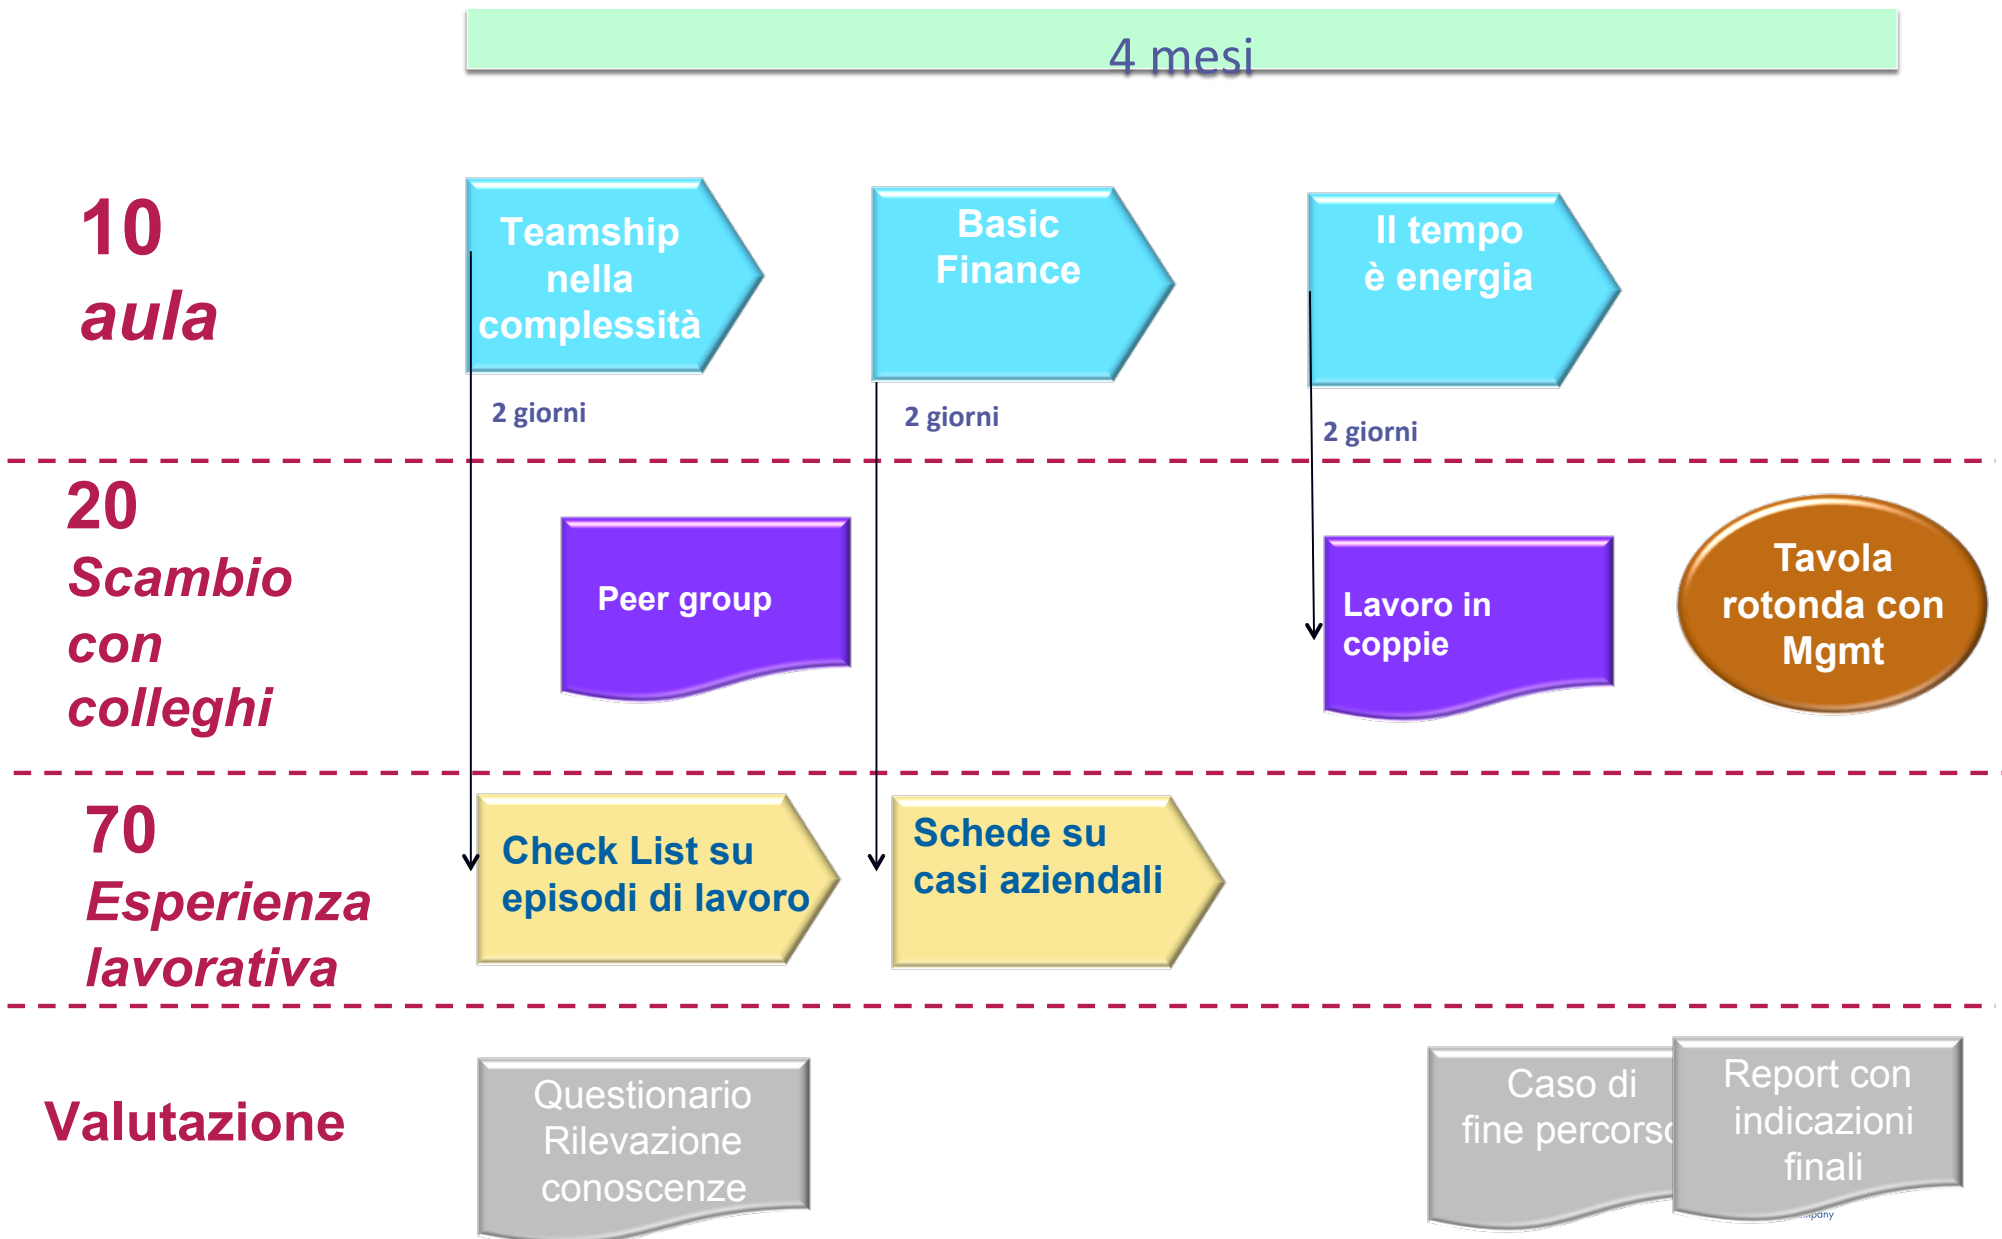 4 mesi
10
aula
Teamship
nella
complessità
Basic
Finance
Il tempo
è energia
2 giorni
2 giorni
2 giorni
20
Scambio
con
colleghi
Peer group
Lavoro in
coppie
Tavola
rotonda con
Mgmt
70
Esperienza
lavorativa
Check List su
episodi di lavoro
Schede su
casi aziendali
Valutazione
Questionario
Rilevazione
conoscenze
Caso di
fine percorso
Report con
indicazioni
finali